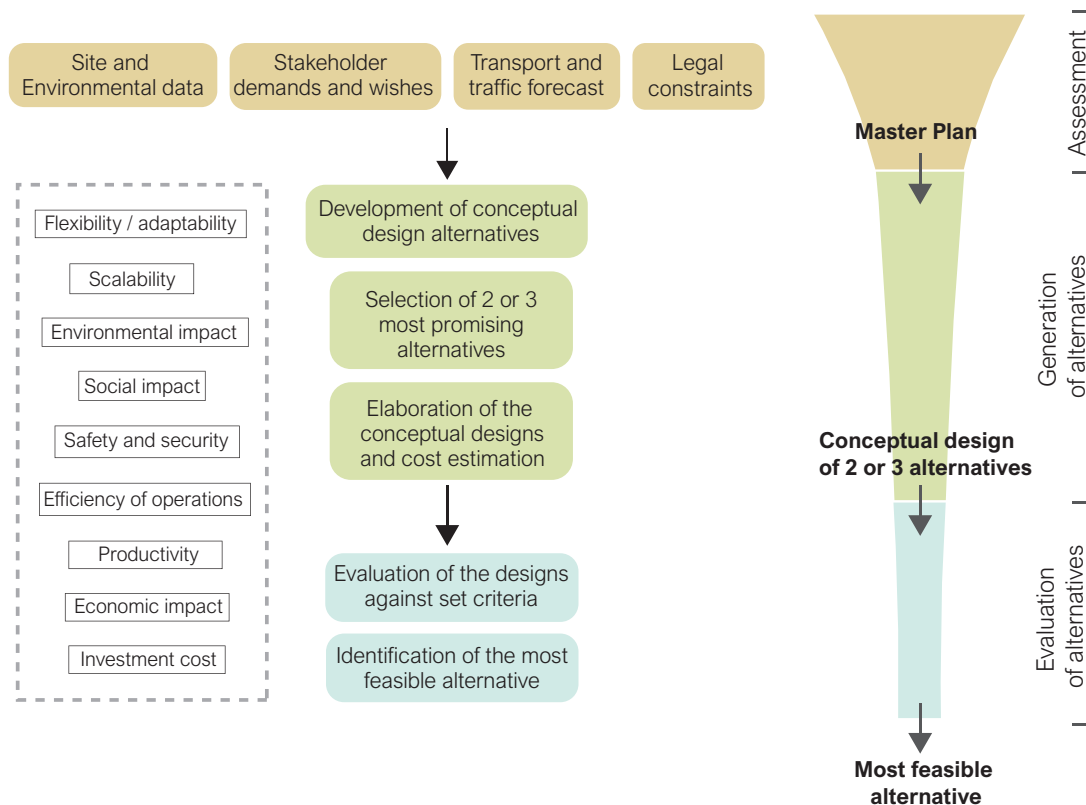 Site and
Environmental data
Stakeholder
demands and wishes
Transport and
traffic forecast
Legal
constraints
Flexibility / adaptability
Scalability
Environmental impact
Social impact
Safety and security
Efficiency of operations
Productivity
Economic impact
Investment cost
Development of conceptual
design alternatives
Selection of 2 or 3
most promising
alternatives
Elaboration of the
conceptual designs
and cost estimation
Evaluation of the designs
against set criteria
Identification of the most
feasible alternative
Master Plan
Conceptual design
of 2 or 3 alternatives
Most feasible
alternative
Assessment
Generation
of alternatives
Evaluation
of alternatives